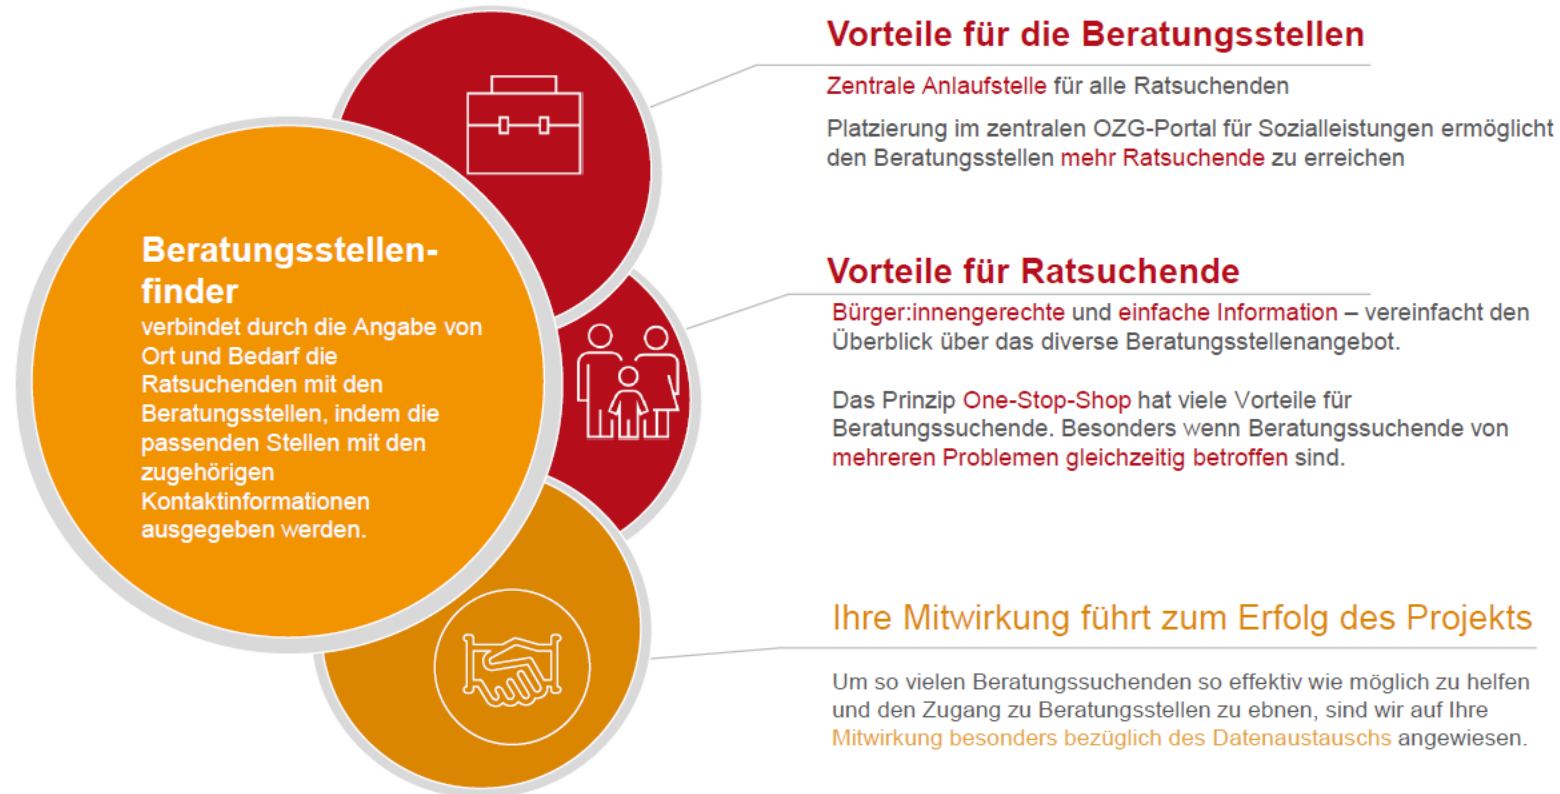 Beratungsstellen-
finder
verbindet durch die Angabe von
Ort und Bedarf die
Ratsuchenden mit den
Beratungsstellen, indem die
passenden Stellen mit den
zugehörigen
Kontaktinformationen
ausgegeben werden.
Vorteile für die Beratungsstellen
Zentrale Anlaufstelle für alle Ratsuchenden
Platzierung im zentralen OZG-Portal für Sozialleistungen ermöglicht
den Beratungsstellen mehr Ratsuchende zu erreichen
Vorteile für Ratsuchende
Bürger:innengerechte und einfache Information – vereinfacht den
Überblick über das diverse Beratungsstellenangebot.
Das Prinzip One-Stop-Shop hat viele Vorteile für
Beratungssuchende. Besonders wenn Beratungssuchende von
mehreren Problemen gleichzeitig betroffen sind.
Ihre Mitwirkung führt zum Erfolg des Projekts
Um so vielen Beratungssuchenden so effektiv wie möglich zu helfen
und den Zugang zu Beratungsstellen zu ebnen, sind wir auf Ihre
Mitwirkung besonders bezüglich des Datenaustauschs angewiesen.